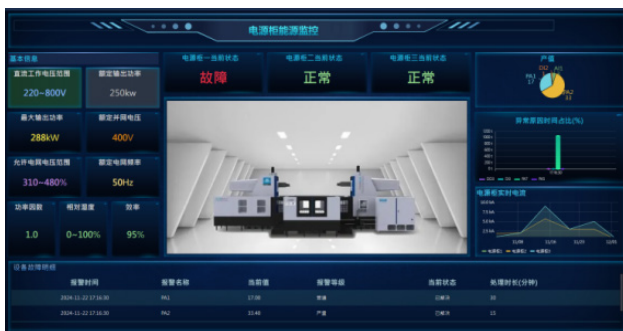 电源柜能源监控
基本信息
直流工作电压范围
220~800V
额定输出功率
250kw
最大输出功率
288kW
额定并网电压
400V
允许电网电压范围
310~480%
额定电网频率
50Hz
功率因数
1.0
相对湿度
0~100%
效率
95%
电源柜一当前状态
故障
电源柜二当前状态
正常
电源柜三当前状态
正常
产值
PA1
PA2
异常原因时间占比(%)
电源柜实时电流
设备故障明细
报警时间 报警名称 当前值 报警等级 当前状态 处理时长(分钟)
2024-11-22 17:16:30 PA1 57.00 已解决 10
2024-11-22 17:16:30 PA2 33.40 严重 已解决 15